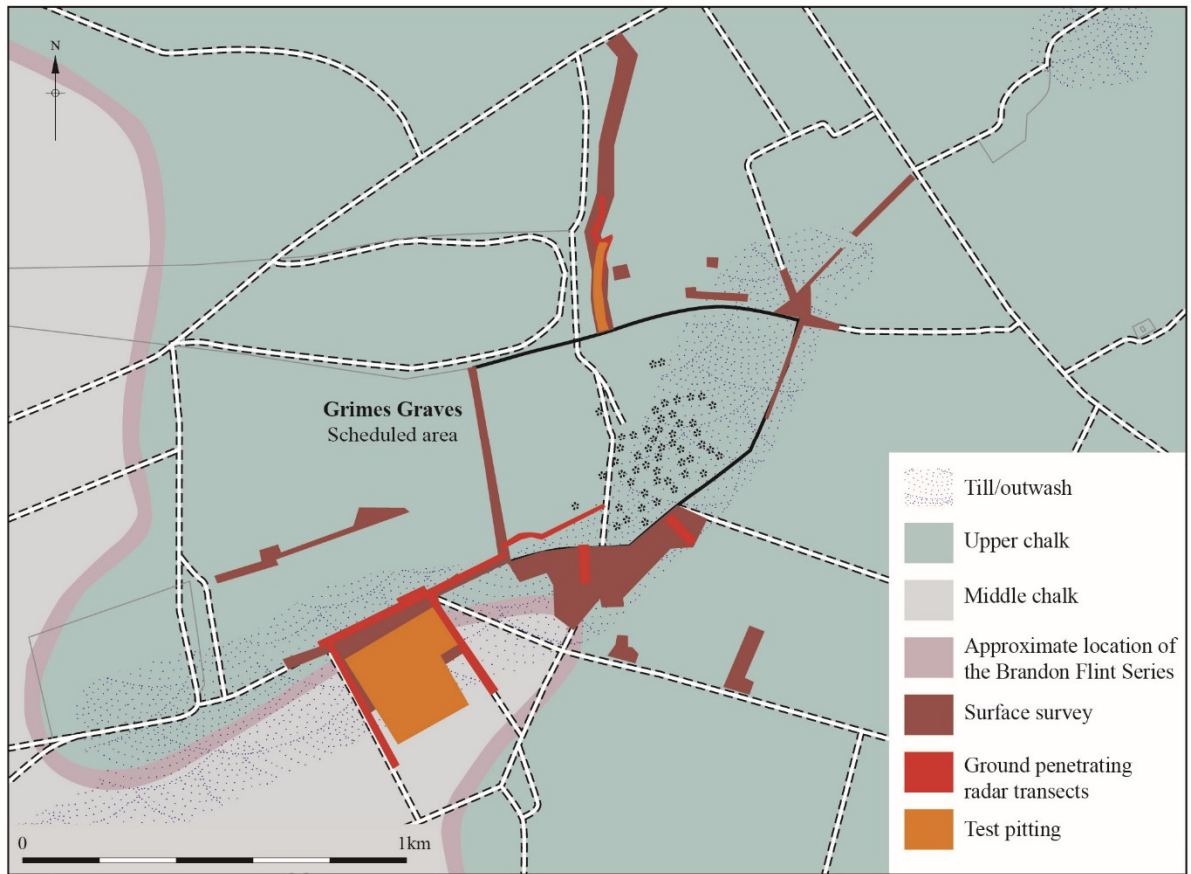 N
Grimes Graves
Scheduled area
Till/outwash
Upper chalk
Middle chalk
Approximate location of
the Brandon Flint Series
Surface survey
Ground penetrating
radar transects
Test pitting
0
1km